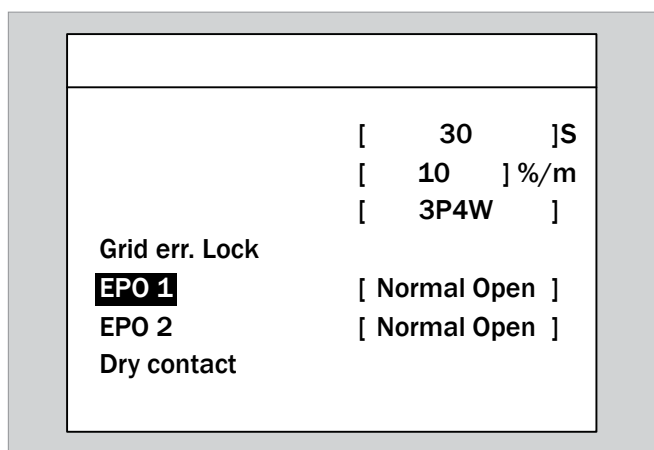 [ 30 ]S
[ 10 ] %/m
[ 3P4W ]
Grid err. Lock
EPO 1 [ Normal Open ]
EPO 2 [ Normal Open ]
Dry contact